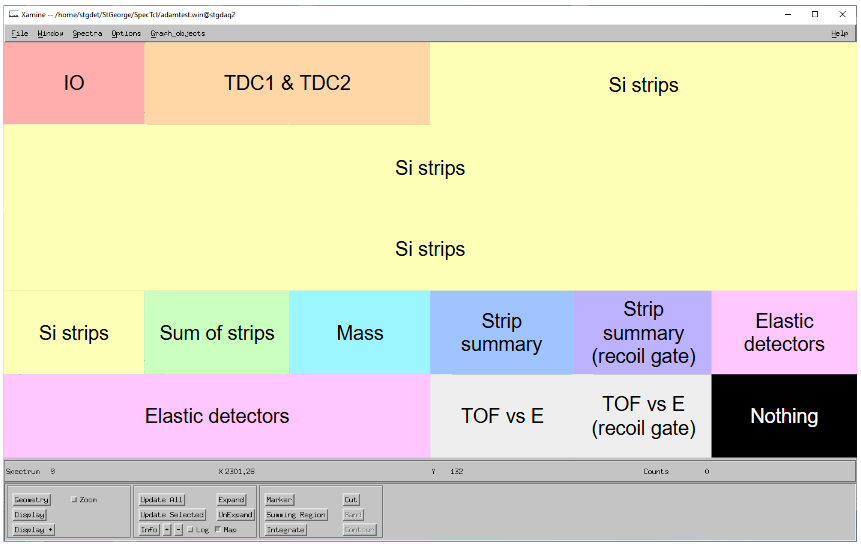 Xamine -- /home/stgdet/StGeorge/SpecTcl/adamtest.win@stgdaq2
File Window Spectra Options Graph_objects Help
IO TDC1 & TDC2 Si strips
Si strips
Si strips
Si strips Sum of strips Mass Strip summary Strip summary (recoil gate) Elastic detectors
Elastic detectors TOF vs E TOF vs E (recoil gate) Nothing
Spectrum 9 X 2301.28 Y 132 Counts 0
Geometry Zoom Update All Expand Marker Cut
Display Update Selected UnExpand Summing Region Band
Display + Info + - Log Map Integrate Contour